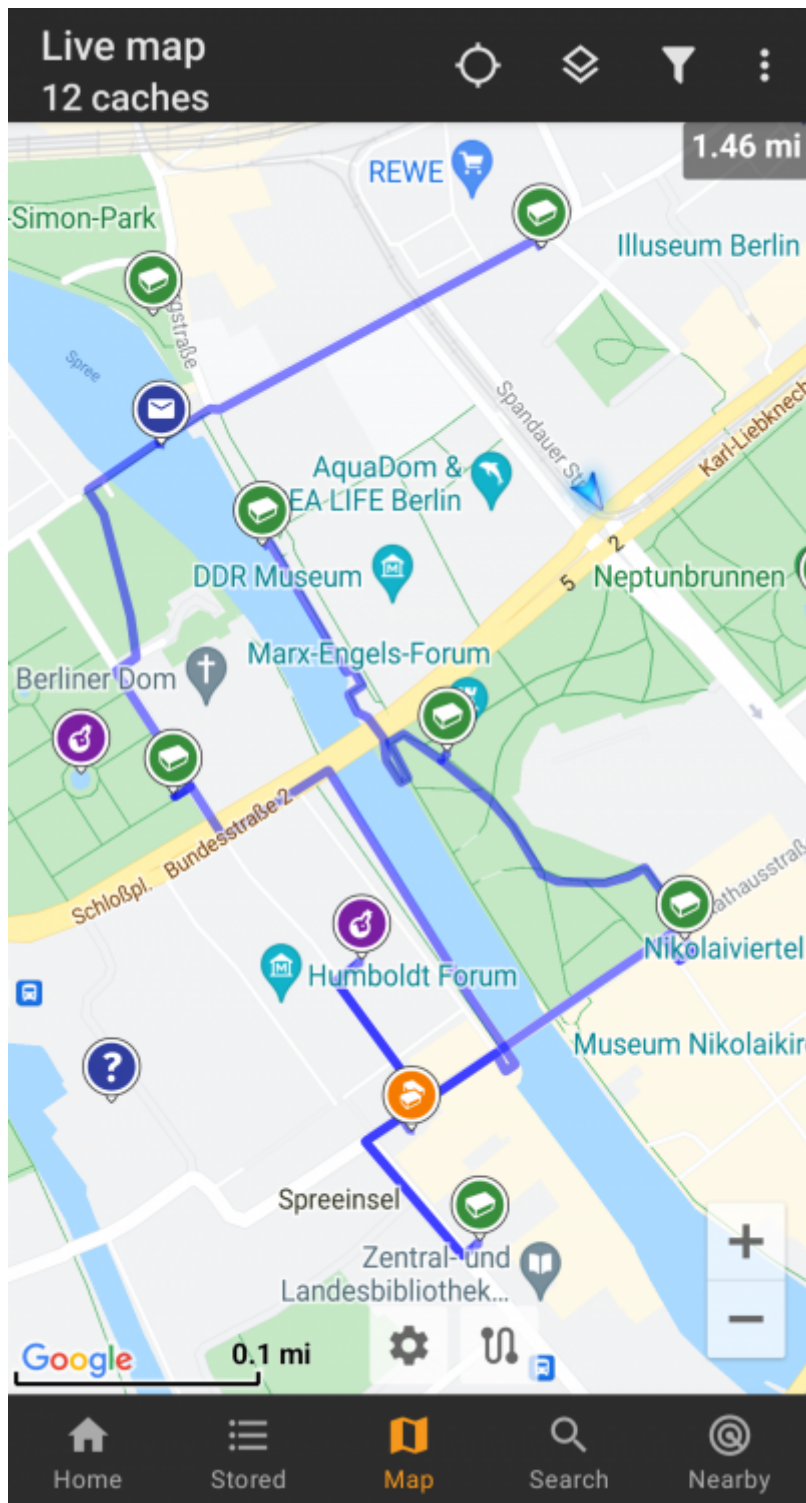 Live map
12 caches
1.46 mi
REWE
-Simon-Park
Illuseum Berlin
Spree
Spandauer Str
Karl-Liebknech
AquaDom &
EA LIFE Berlin
2
DDR Museum
5
Neptunbrunnen
Marx-Engels-Forum
Berliner Dom
Schloßpl.
Bundesstraße 2
athausstraß
Nikolaiviertel
Humboldt Forum
Museum Nikolaikir
?
Spreeinsel
Zentral- und
Landesbibliothek...
+
−
Google
0.1 mi
Home
Stored
Map
Search
Nearby